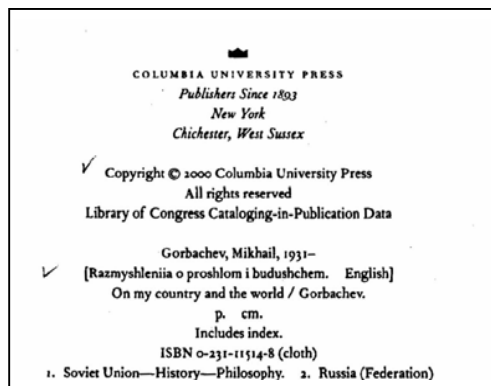 COLUMBIA UNIVERSITY PRESS
Publishers Since 1893
New York
Chichester, West Sussex
Copyright © 2000 Columbia University Press
All rights reserved
Library of Congress Cataloging-in-Publication Data
Gorbachev, Mikhail, 1931–
[Razmyshleniia o proshlom i budushchem. English]
On my country and the world / Gorbachev.
p. cm.
Includes index.
ISBN 0-231-11514-8 (cloth)
1. Soviet Union—History—Philosophy. 2. Russia (Federation)